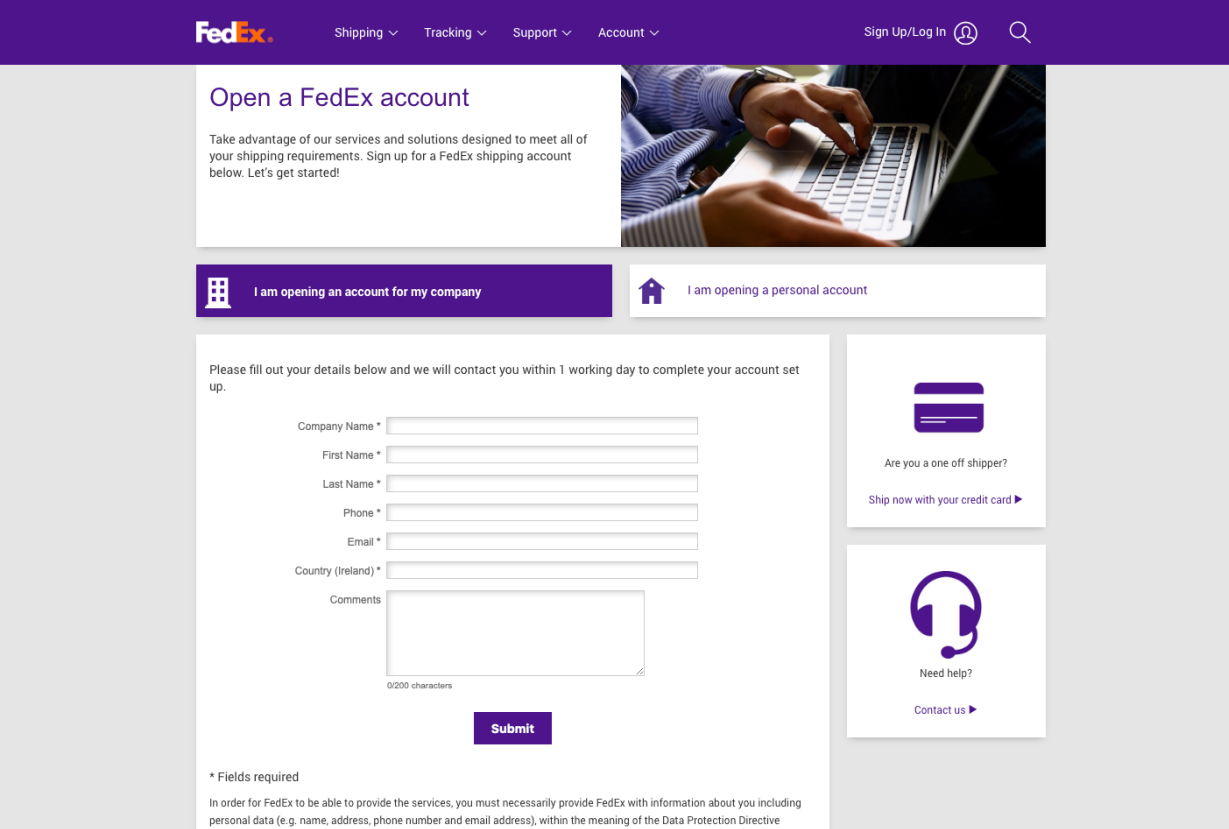 FedEx®
Shipping
Tracking
Support
Account
Sign Up/Log In
Open a FedEx account
Take advantage of our services and solutions designed to meet all of
your shipping requirements. Sign up for a FedEx shipping account
below. Let's get started!
I am opening an account for my company
I am opening a personal account
Please fill out your details below and we will contact you within 1 working day to complete your account set
up.
Company Name *
First Name *
Last Name *
Phone *
Email *
Country (Ireland) *
Comments
0/200 characters
Submit
* Fields required
In order for FedEx to be able to provide the services, you must necessarily provide FedEx with information about you including
personal data (e.g. name, address, phone number and email address), within the meaning of the Data Protection Directive
Are you a one off shipper?
Ship now with your credit card
Need help?
Contact us